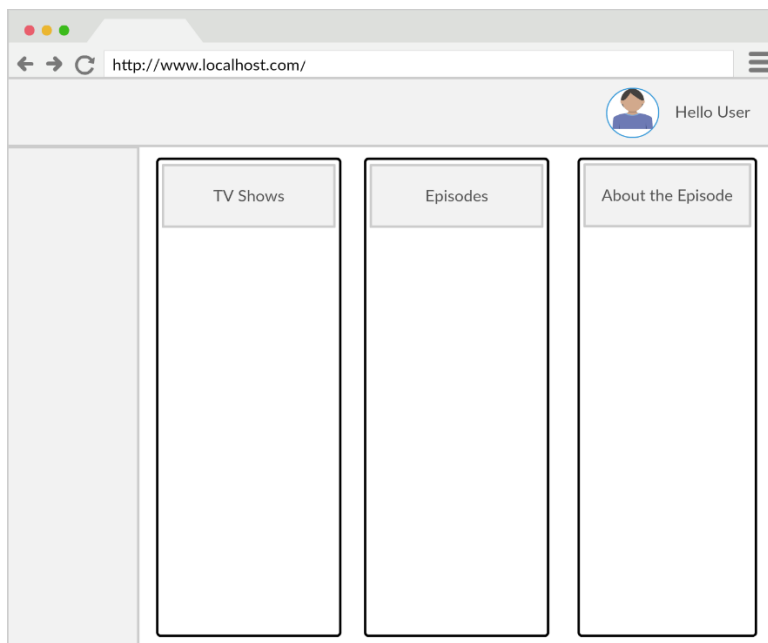 http://www.localhost.com/
Hello User
TV Shows
Episodes
About the Episode